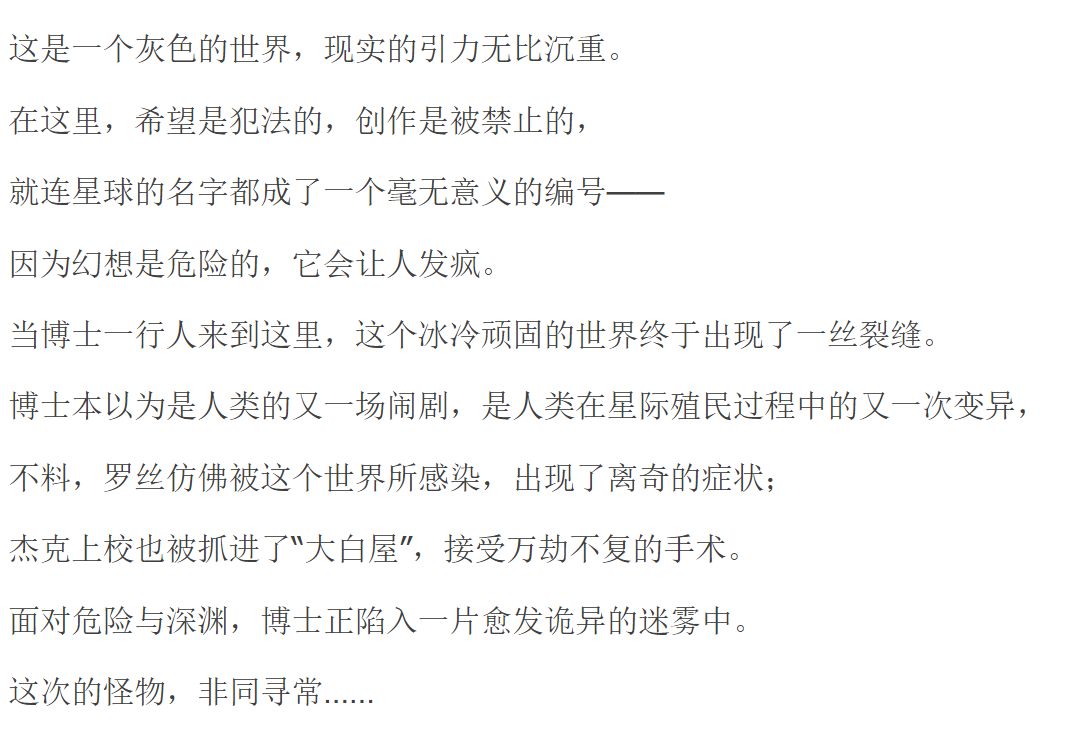 这是一个灰色的世界，现实的引力无比沉重。
在这里，希望是犯法的，创作是被禁止的，
就连星球的名字都成了一个毫无意义的编号——
因为幻想是危险的，它会让人发疯。
当博士一行人来到这里，这个冰冷顽固的世界终于出现了一丝裂缝。
博士本以为是人类的又一场闹剧，是人类在星际殖民过程中的又一次变异，
不料，罗丝仿佛被这个世界所感染，出现了离奇的症状；
杰克上校也被抓进了“大白屋”，接受万劫不复的手术。
面对危险与深渊，博士正陷入一片愈发诡异的迷雾中。
这次的怪物，非同寻常……